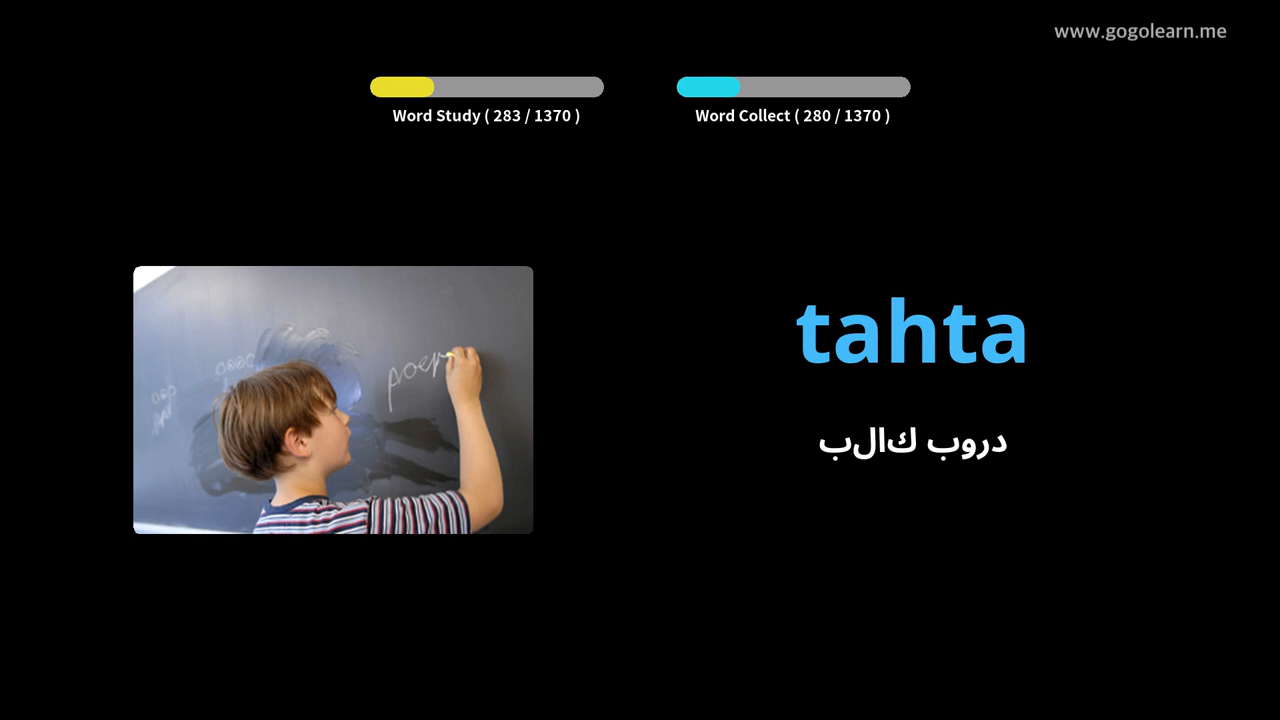 www.gogolearn.me
Word Study ( 283 / 1370 )
Word Collect ( 280 / 1370 )
tahta
دروب كالب